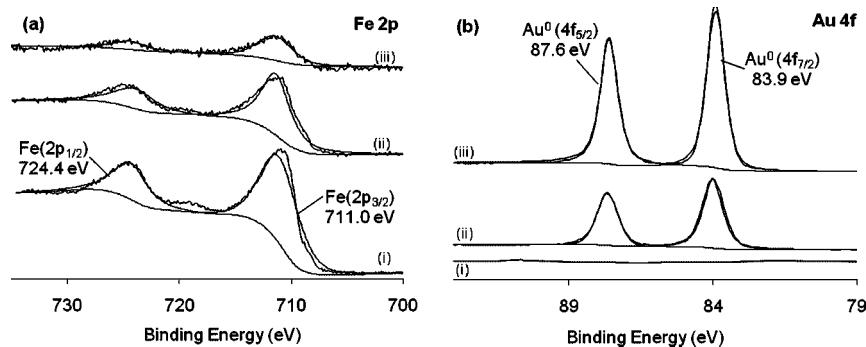 (a)
Fe 2p
(iii)
(ii)
Fe(2p1/2)
724.4 eV
Fe(2p3/2)
711.0 eV
(i)
730
720
710
700
Binding Energy (eV)
(b)
Au 4f
Au0 (4f5/2)
87.6 eV
Au0 (4f7/2)
83.9 eV
(iii)
(ii)
(i)
89
84
79
Binding Energy (eV)